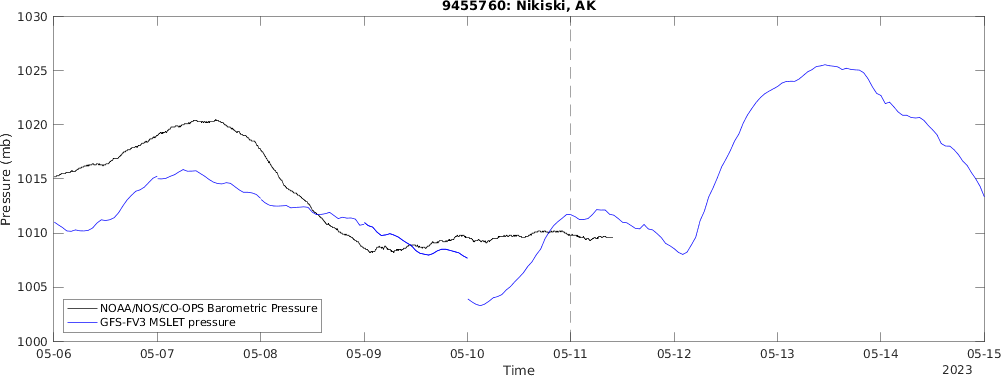 9455760: Nikiski, AK
1030
1025
1020
1015
1010
1005
1000
Pressure (mb)
NOAA/NOS/CO-OPS Barometric Pressure
GFS-FV3 MSLET pressure
05-06 05-07 05-08 05-09 05-10 05-11 05-12 05-13 05-14 05-15
Time
2023